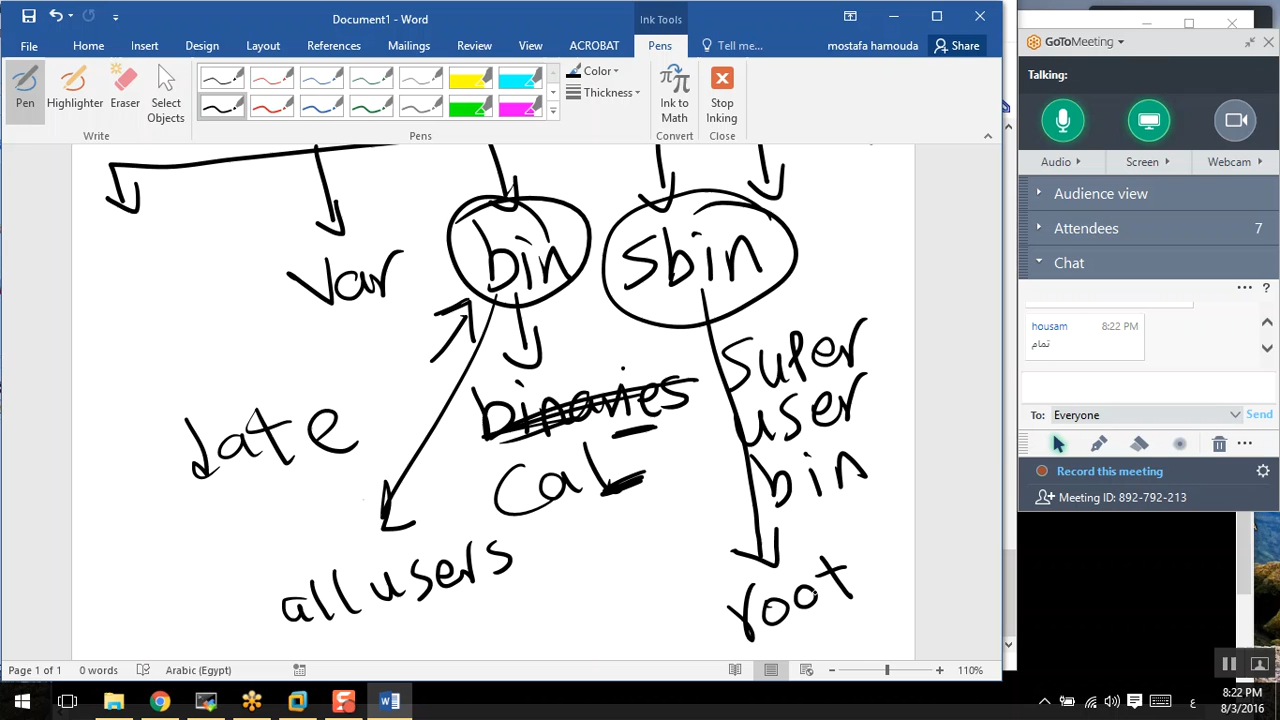 Document1 - Word
Ink Tools
File Home Insert Design Layout References Mailings Review View ACROBAT Pens Tell me... mostafa hamouda Share
Pen Highlighter Eraser Select Objects
Color
Thickness
Ink to Math
Stop Inking
Write Pens Convert Close
var bin sbin
binaries
super
user
bin
date
Cal
all users
root
Page 1 of 1 0 words Arabic (Egypt) 110%
GoToMeeting
Talking:
Audio Screen Webcam
Audience view
Attendees 7
Chat
housam 8:22 PM
تمام
To: Everyone Send
Record this meeting
Meeting ID: 892-792-213
ع 8:22 PM
8/3/2016